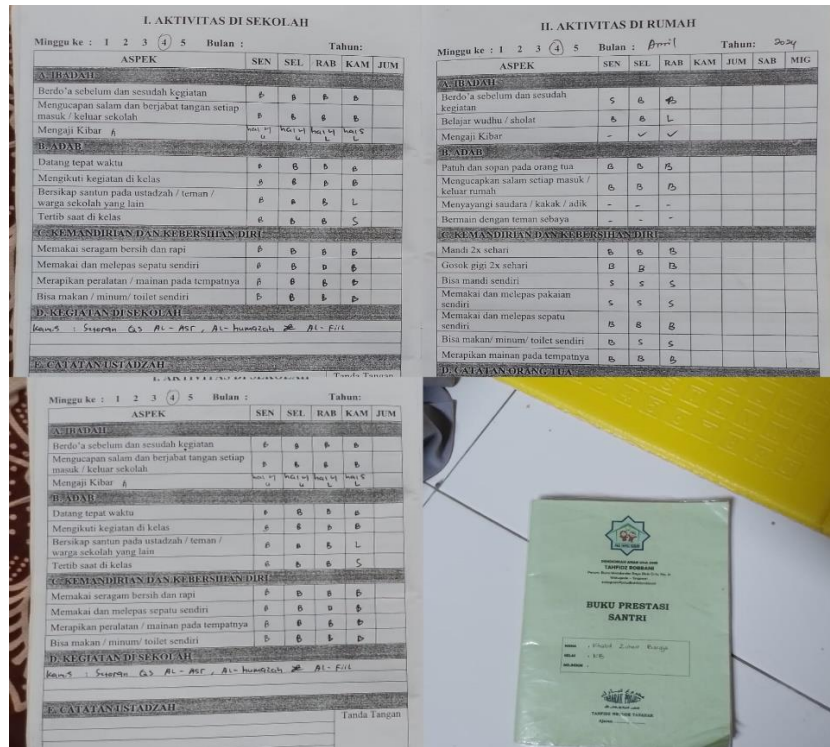 I. AKTIVITAS DI SEKOLAH
Minggu ke : 1 2 3 4 5 Bulan : Tahun:
ASPEK SEN SEL RAB KAM JUM
A. IBADAH
Berdo'a sebelum dan sesudah kegiatan B B B B
Mengucapkan salam dan berjabat tangan setiap
masuk / keluar sekolah B B B B
Mengaji Kibar
B. ADAB
Datang tepat waktu B B B B
Mengikuti kegiatan di kelas B B B B
Bersikap santun pada ustadzah / teman /
warga sekolah yang lain B B B L
Tertib saat di kelas B B B S
C. KEMANDIRIAN DAN KEBERSIHAN DIRI
Memakai seragam bersih dan rapi B B B B
Memakai dan melepas sepatu sendiri B B B B
Merapikan peralatan / mainan pada tempatnya B B B B
Bisa makan / minum/ toilet sendiri B B B B
D. KEGIATAN DI SEKOLAH
Kamis : Setoran QS AL - ASR , AL- humazah AL - Fiil
E. CATATAN USTADZAH
II. AKTIVITAS DI RUMAH
Minggu ke : 1 2 3 4 5 Bulan : April Tahun: 2024
ASPEK SEN SEL RAB KAM JUM SAB MIG
A. IBADAH
Berdo'a sebelum dan sesudah
kegiatan S B B
Belajar wudhu / sholat B B L
Mengaji Kibar - ✓ ✓
B. ADAB
Patuh dan sopan pada orang tua B B B
Mengucapkan salam setiap masuk /
keluar rumah B B B
Menyayangi saudara / kakak / adik - - -
Bermain dengan teman sebaya - - -
C. KEMANDIRIAN DAN KEBERSIHAN DIRI
Mandi 2x sehari B B B
Gosok gigi 2x sehari B B B
Bisa mandi sendiri S S S
Memakai dan melepas pakaian
sendiri S S S
Memakai dan melepas sepatu
sendiri B B B
Bisa makan/ minum/ toilet sendiri B S S
Merapikan mainan pada tempatnya B B B
D. CATATAN ORANG TUA
I. AKTIVITAS DI SEKOLAH
Minggu ke : 1 2 3 4 5 Bulan : Tahun:
ASPEK SEN SEL RAB KAM JUM
A. IBADAH
Berdo'a sebelum dan sesudah kegiatan B B B B
Mengucapan salam dan berjabat tangan setiap
masuk / keluar sekolah B B B B
Mengaji Kibar
B. ADAB
Datang tepat waktu B B B B
Mengikuti kegiatan di kelas B B B B
Bersikap santun pada ustadzah / teman /
warga sekolah yang lain B B B L
Tertib saat di kelas B B B S
C. KEMANDIRIAN DAN KEBERSIHAN DIRI
Memakai seragam bersih dan rapi B B B B
Memakai dan melepas sepatu sendiri B B B B
Merapikan peralatan / mainan pada tempatnya B B B B
Bisa makan / minum/ toilet sendiri B B B B
D. KEGIATAN DI SEKOLAH
Kamis : Setoran QS AL - ASR , AL- humazah AL - Fiil
E. CATATAN USTADZAH
Tanda Tangan
TAHFIDZ ROBBANI
BUKU PRESTASI
SANTRI
NAMA :
KELAS :